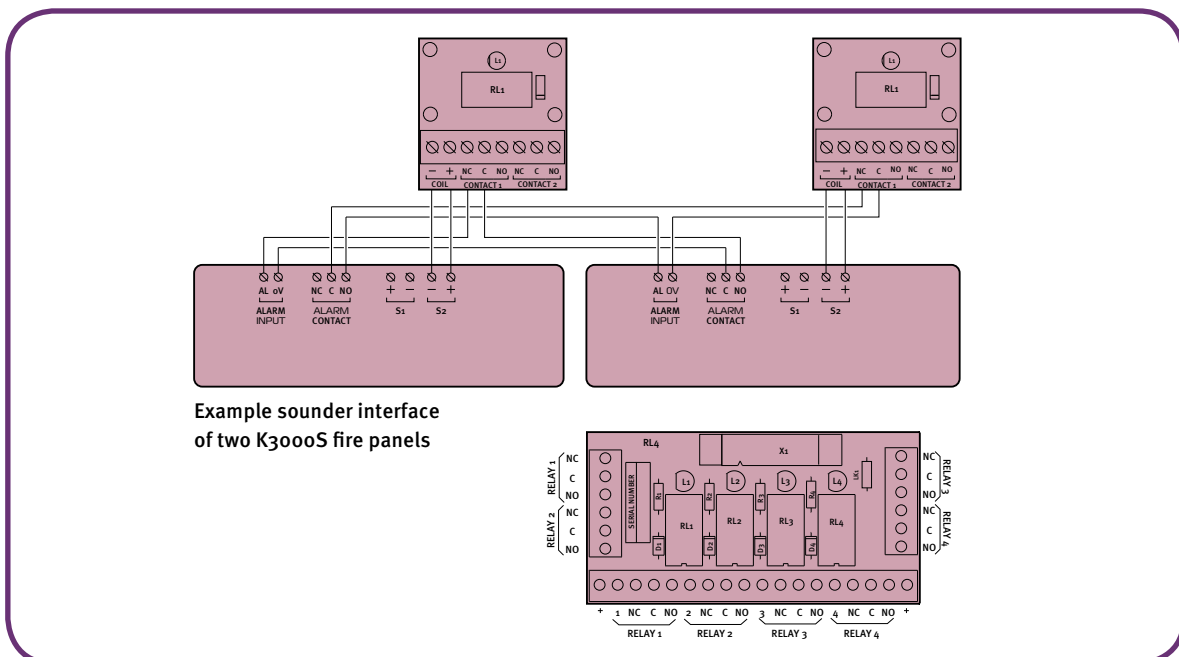 L1 L1
RL1 RL1
− + NC C NO NC C NO − + NC C NO NC C NO
COIL CONTACT 1 CONTACT 2 COIL CONTACT 1 CONTACT 2
AL 0V NC C NO + − − + AL 0V NC C NO + − − +
ALARM INPUT ALARM CONTACT S1 S2 ALARM INPUT ALARM CONTACT S1 S2
Example sounder interface
of two K3000S fire panels
RL4 X1
RELAY 1 NC C NO
RELAY 2 NC C NO
SERIAL NUMBER
R1 L1 R2 L2 R3 L3 R4 L4 LK1
RL1 RL2 RL3 RL4
D1 D2 D3 D4
NC C NO RELAY 3
NC C NO RELAY 4
+ 1 NC C NO 2 NC C NO 3 NC C NO 4 NC C NO +
RELAY 1 RELAY 2 RELAY 3 RELAY 4